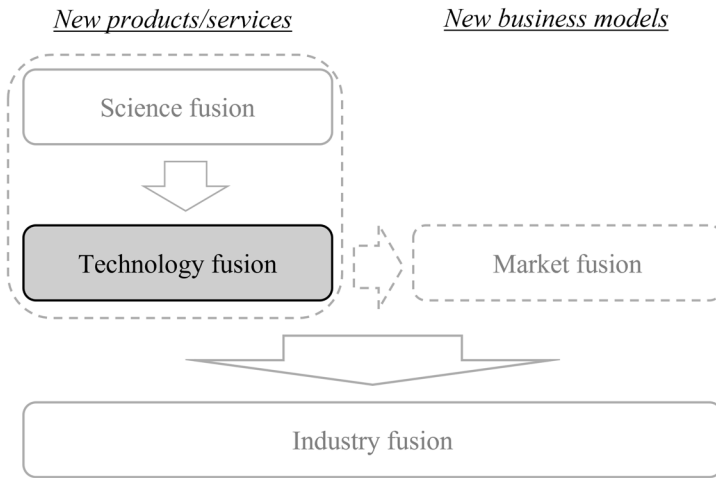 New products/services
New business models
Science fusion
Technology fusion
Market fusion
Industry fusion